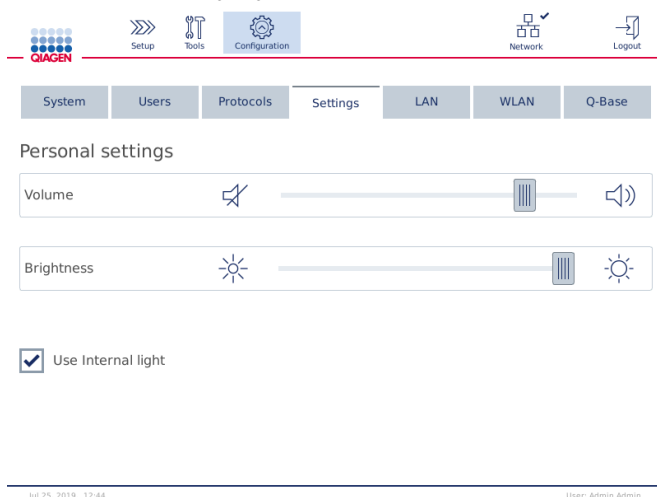 Setup Tools Configuration Network Logout
QIAGEN
System Users Protocols Settings LAN WLAN Q-Base
Personal settings
Volume
Brightness
Use Internal light
Jul 25, 2019 12:44 User: Admin Admin